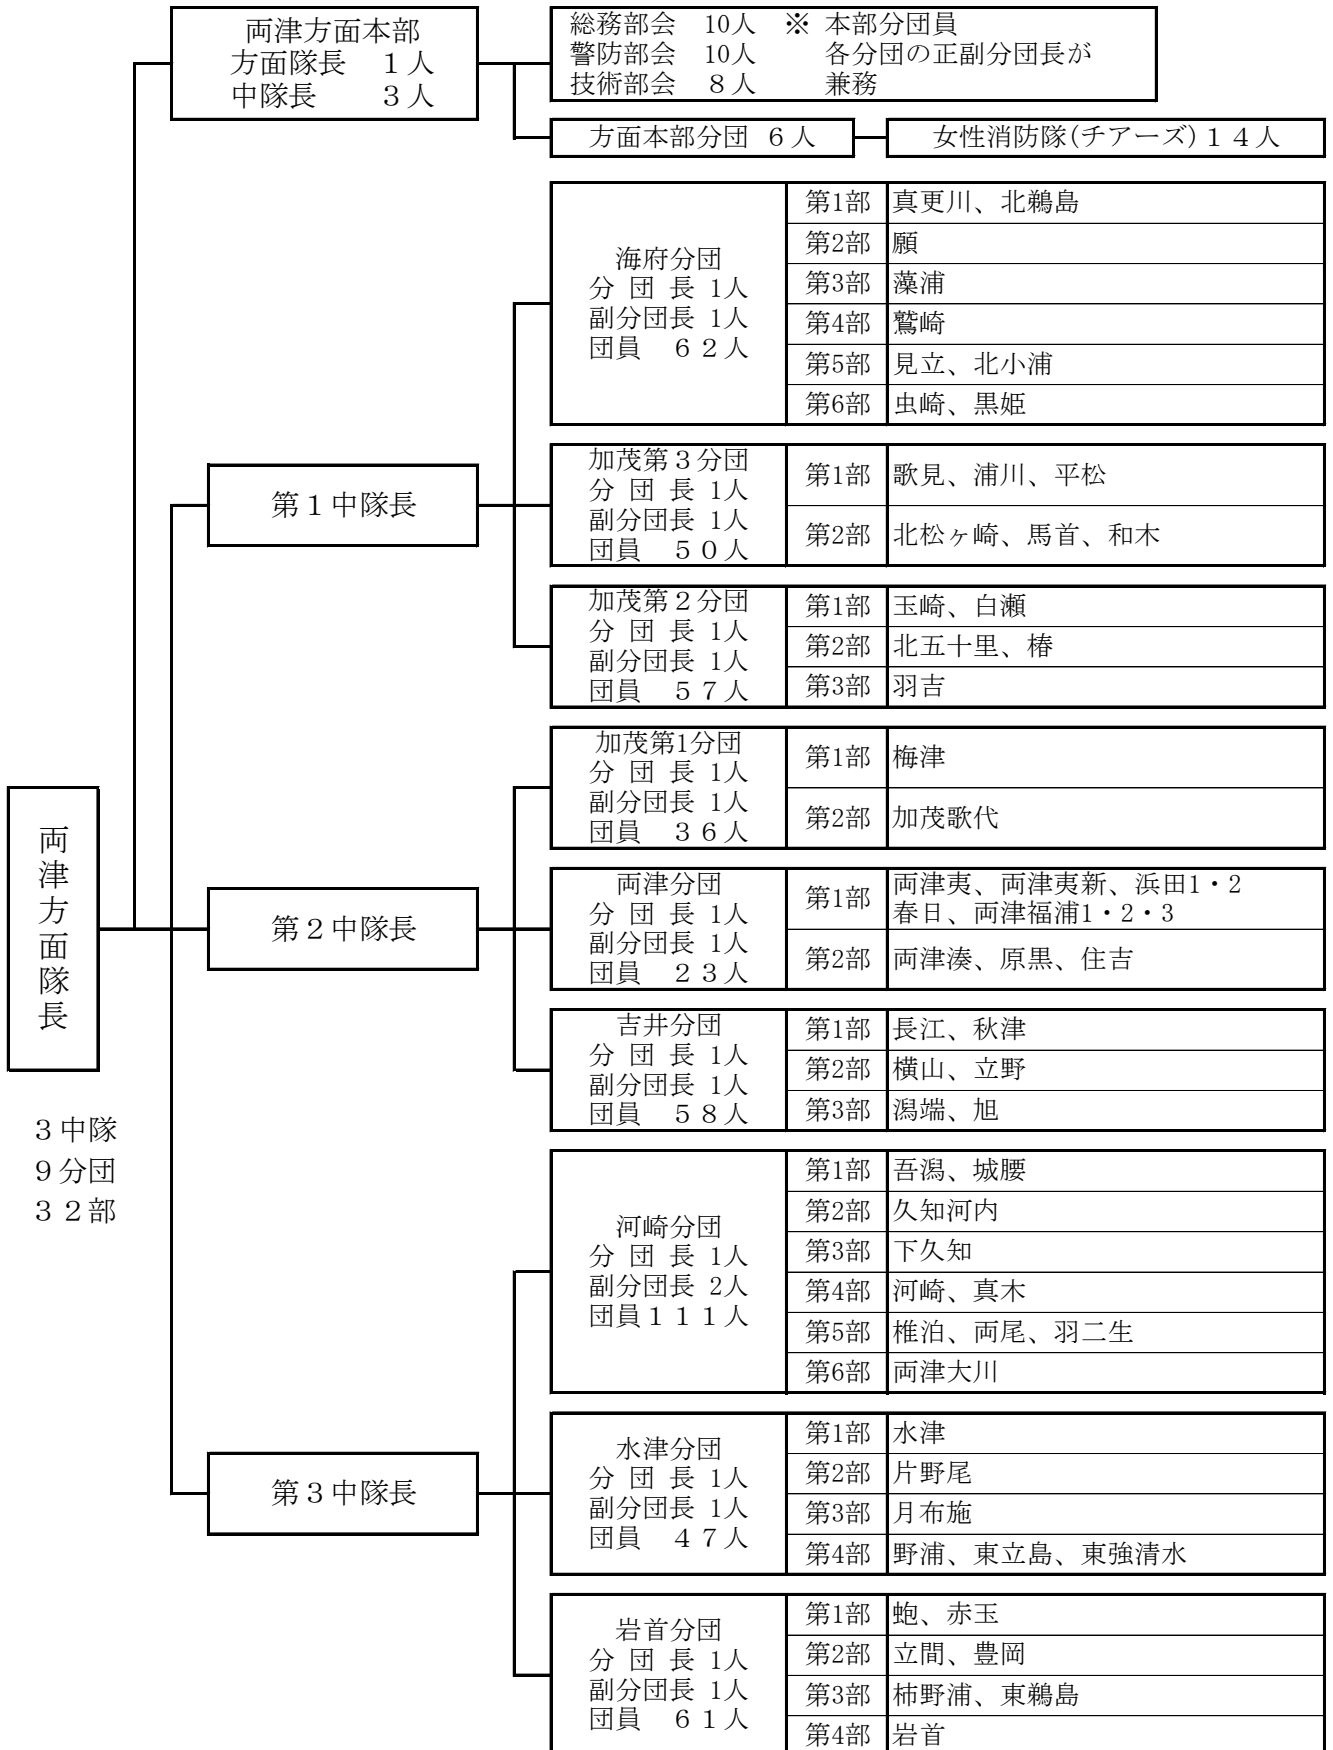 両津方面本部
方面隊長　１人
中隊長　　３人
総務部会　10人　※ 本部分団員
警防部会　10人　　各分団の正副分団長が
技術部会　８人　　兼務
方面本部分団 ６人
女性消防隊(チアーズ)１４人
海府分団
分 団 長 1人
副分団長 1人
団員　６２人
第1部 真更川、北鵜島
第2部 願
第3部 藻浦
第4部 鷲崎
第5部 見立、北小浦
第6部 虫崎、黒姫
第１中隊長
加茂第３分団
分 団 長 1人
副分団長 1人
団員　５０人
第1部 歌見、浦川、平松
第2部 北松ヶ崎、馬首、和木
加茂第２分団
分 団 長 1人
副分団長 1人
団員　５７人
第1部 玉崎、白瀬
第2部 北五十里、椿
第3部 羽吉
加茂第1分団
分 団 長 1人
副分団長 1人
団員　３６人
第1部 梅津
第2部 加茂歌代
両津方面隊長
第２中隊長
両津分団
分 団 長 1人
副分団長 1人
団員　２３人
第1部 両津夷、両津夷新、浜田1・2
春日、両津福浦1・2・3
第2部 両津湊、原黒、住吉
吉井分団
分 団 長 1人
副分団長 1人
団員　５８人
第1部 長江、秋津
第2部 横山、立野
第3部 潟端、旭
３中隊
９分団
３２部
河崎分団
分 団 長 1人
副分団長 2人
団員１１１人
第1部 吾潟、城腰
第2部 久知河内
第3部 下久知
第4部 河崎、真木
第5部 椎泊、両尾、羽二生
第6部 両津大川
第３中隊長
水津分団
分 団 長 1人
副分団長 1人
団員　４７人
第1部 水津
第2部 片野尾
第3部 月布施
第4部 野浦、東立島、東強清水
岩首分団
分 団 長 1人
副分団長 1人
団員　６１人
第1部 蚫、赤玉
第2部 立間、豊岡
第3部 柿野浦、東鵜島
第4部 岩首